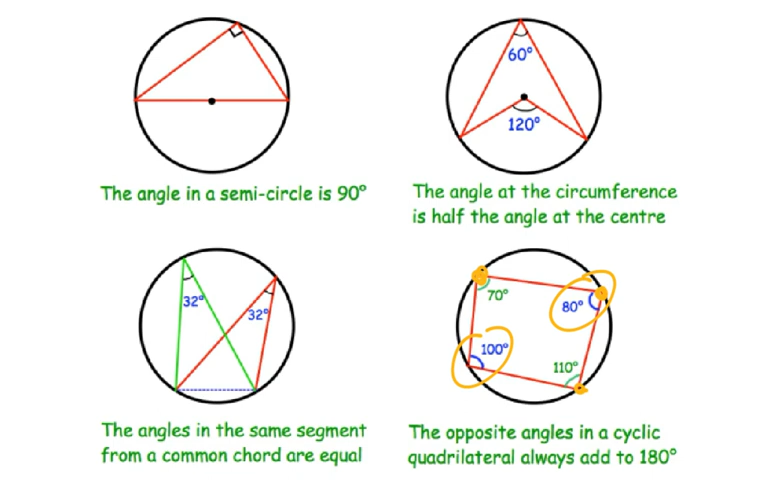 60°
120°
The angle in a semi-circle is 90°
The angle at the circumference
is half the angle at the centre
32°
32°
70°
80°
100°
110°
The angles in the same segment
from a common chord are equal
The opposite angles in a cyclic
quadrilateral always add to 180°